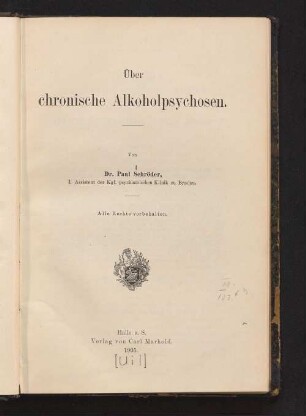 Über
chronische Alkoholpsychosen.
Von
Dr. Paul Schröder,
I. Assistent der Kgl. psychiatrischen Klinik zu Breslau.
Alle Rechte vorbehalten.
Halle a. S.
Verlag von Carl Marhold.
1905.